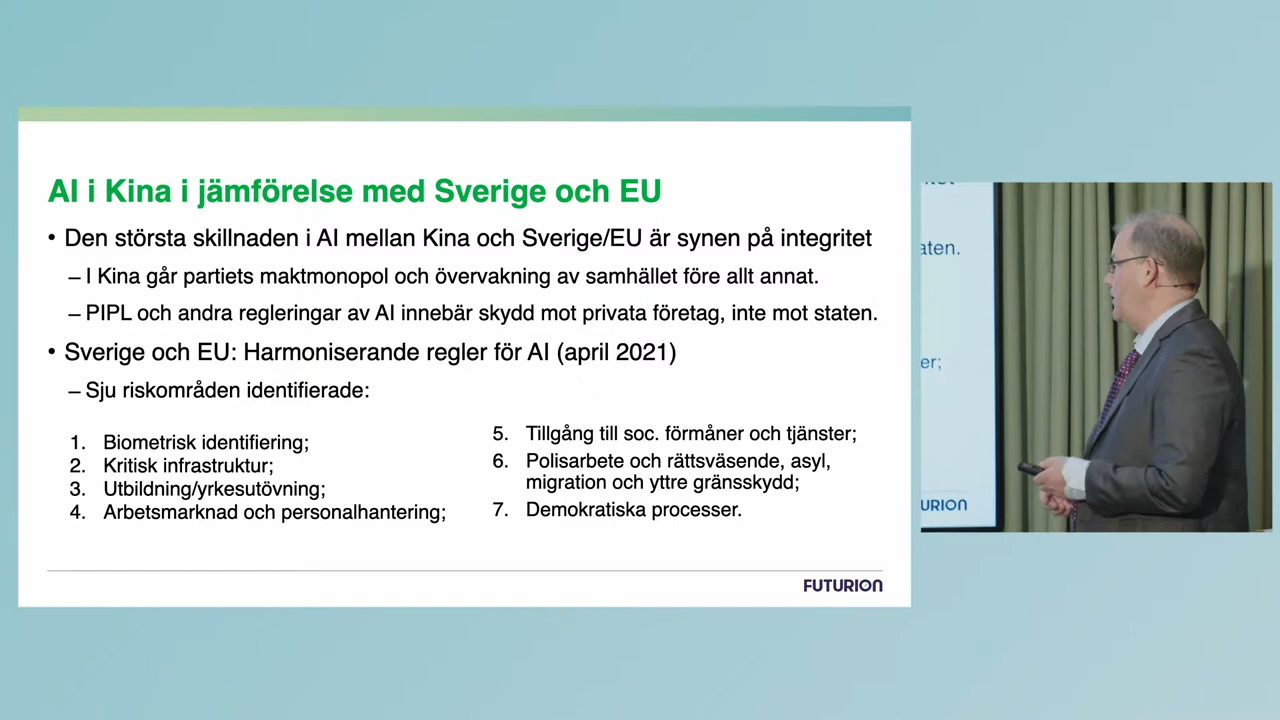 AI i Kina i jämförelse med Sverige och EU
• Den största skillnaden i AI mellan Kina och Sverige/EU är synen på integritet
– I Kina går partiets maktmonopol och övervakning av samhället före allt annat.
– PIPL och andra regleringar av AI innebär skydd mot privata företag, inte mot staten.
• Sverige och EU: Harmoniserande regler för AI (april 2021)
– Sju riskområden identifierade:
1. Biometrisk identifiering;
2. Kritisk infrastruktur;
3. Utbildning/yrkesutövning;
4. Arbetsmarknad och personalhantering;
5. Tillgång till soc. förmåner och tjänster;
6. Polisarbete och rättsväsende, asyl,
migration och yttre gränsskydd;
7. Demokratiska processer.
FUTURION
aten.
er;
URION